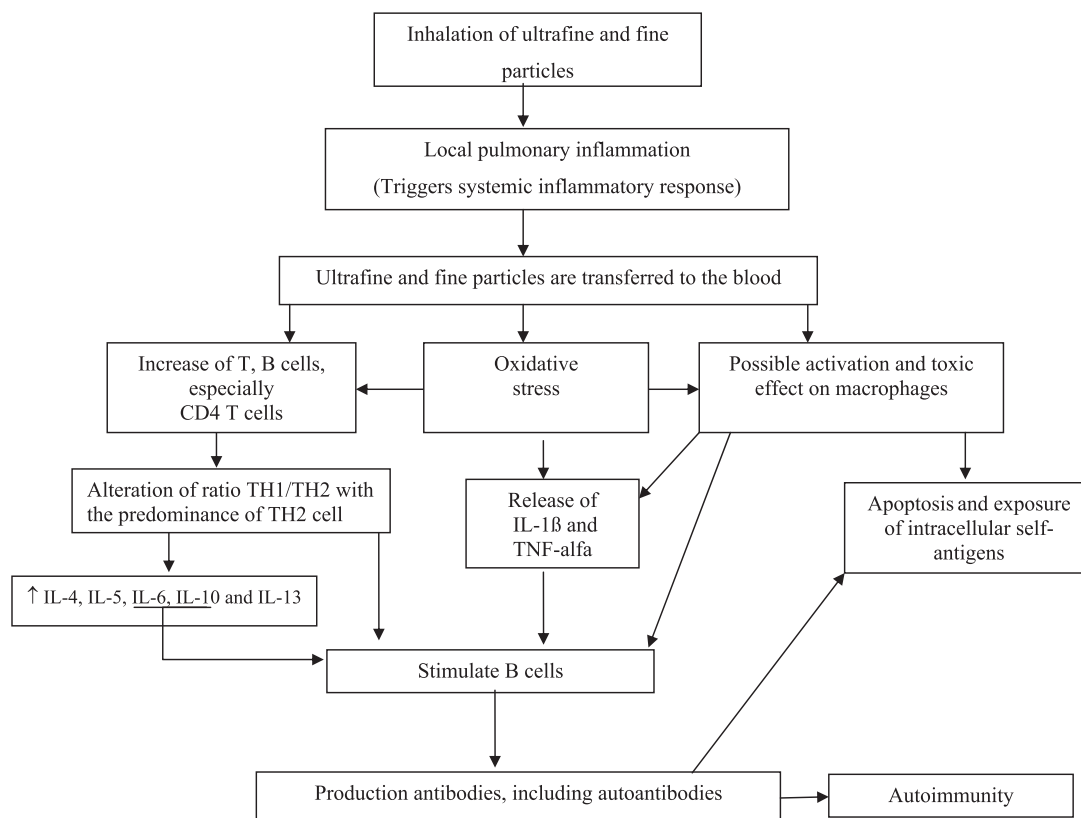 Inhalation of ultrafine and fine
particles
Local pulmonary inflammation
(Triggers systemic inflammatory response)
Ultrafine and fine particles are transferred to the blood
Increase of T, B cells,
especially
CD4 T cells
Oxidative
stress
Possible activation and toxic
effect on macrophages
Alteration of ratio TH1/TH2 with
the predominance of TH2 cell
Release of
IL-1ß and
TNF-alfa
Apoptosis and exposure
of intracellular self-
antigens
↑ IL-4, IL-5, IL-6, IL-10 and IL-13
Stimulate B cells
Production antibodies, including autoantibodies
Autoimmunity